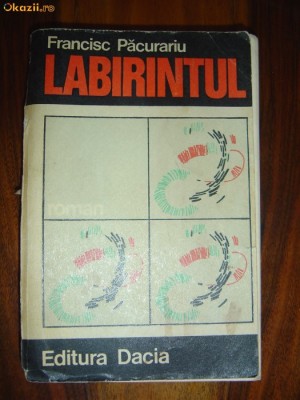 Okazii.ro
Francisc Păcurariu
LABIRINTUL
roman
Editura Dacia